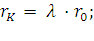 r_K = λ · r_0;